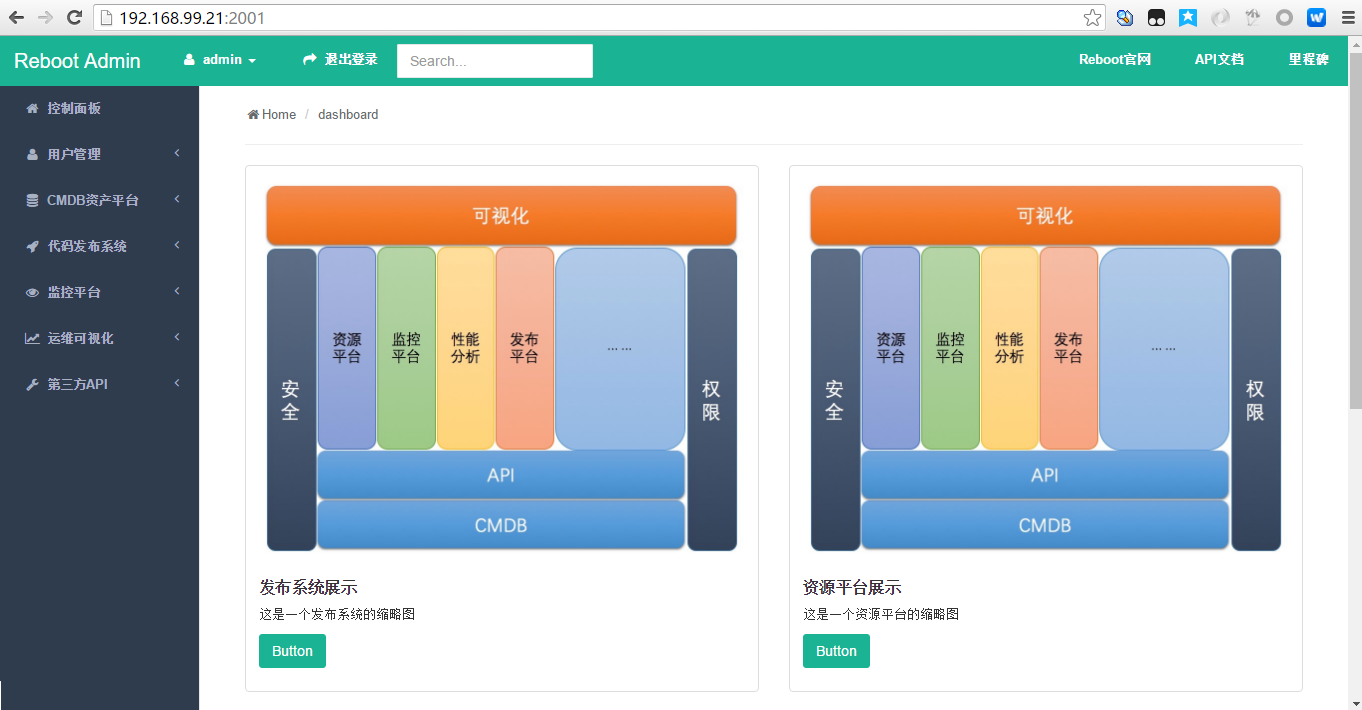 192.168.99.21:2001
Reboot Admin admin 退出登录 Search... Reboot官网 API文档 里程碑
控制面板
用户管理
CMDB资产平台
代码发布系统
监控平台
运维可视化
第三方API
Home / dashboard
可视化
安全
资源平台
监控平台
性能分析
发布平台
... ...
权限
API
CMDB
发布系统展示
这是一个发布系统的缩略图
Button
可视化
安全
资源平台
监控平台
性能分析
发布平台
... ...
权限
API
CMDB
资源平台展示
这是一个资源平台的缩略图
Button